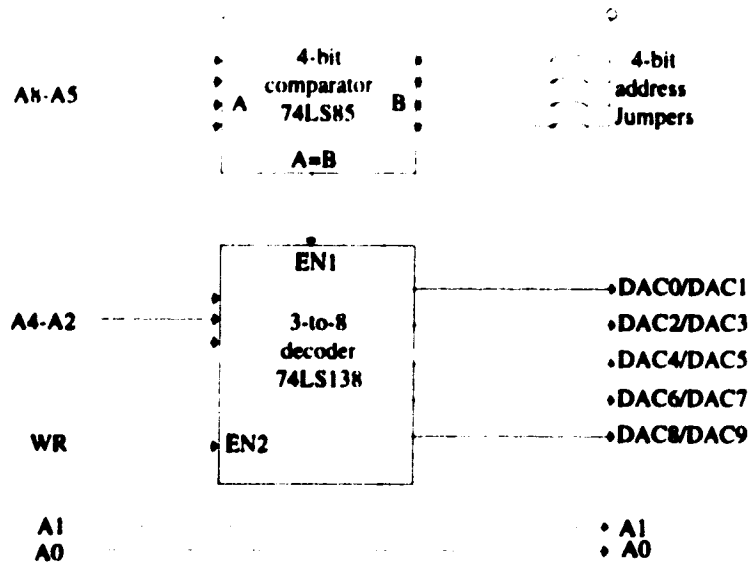 A8-A5
4-bit
comparator
74LS85
A
B
A=B
4-bit
address
Jumpers
EN1
A4-A2
3-to-8
decoder
74LS138
WR
EN2
DAC0/DAC1
DAC2/DAC3
DAC4/DAC5
DAC6/DAC7
DAC8/DAC9
A1
A0
A1
A0